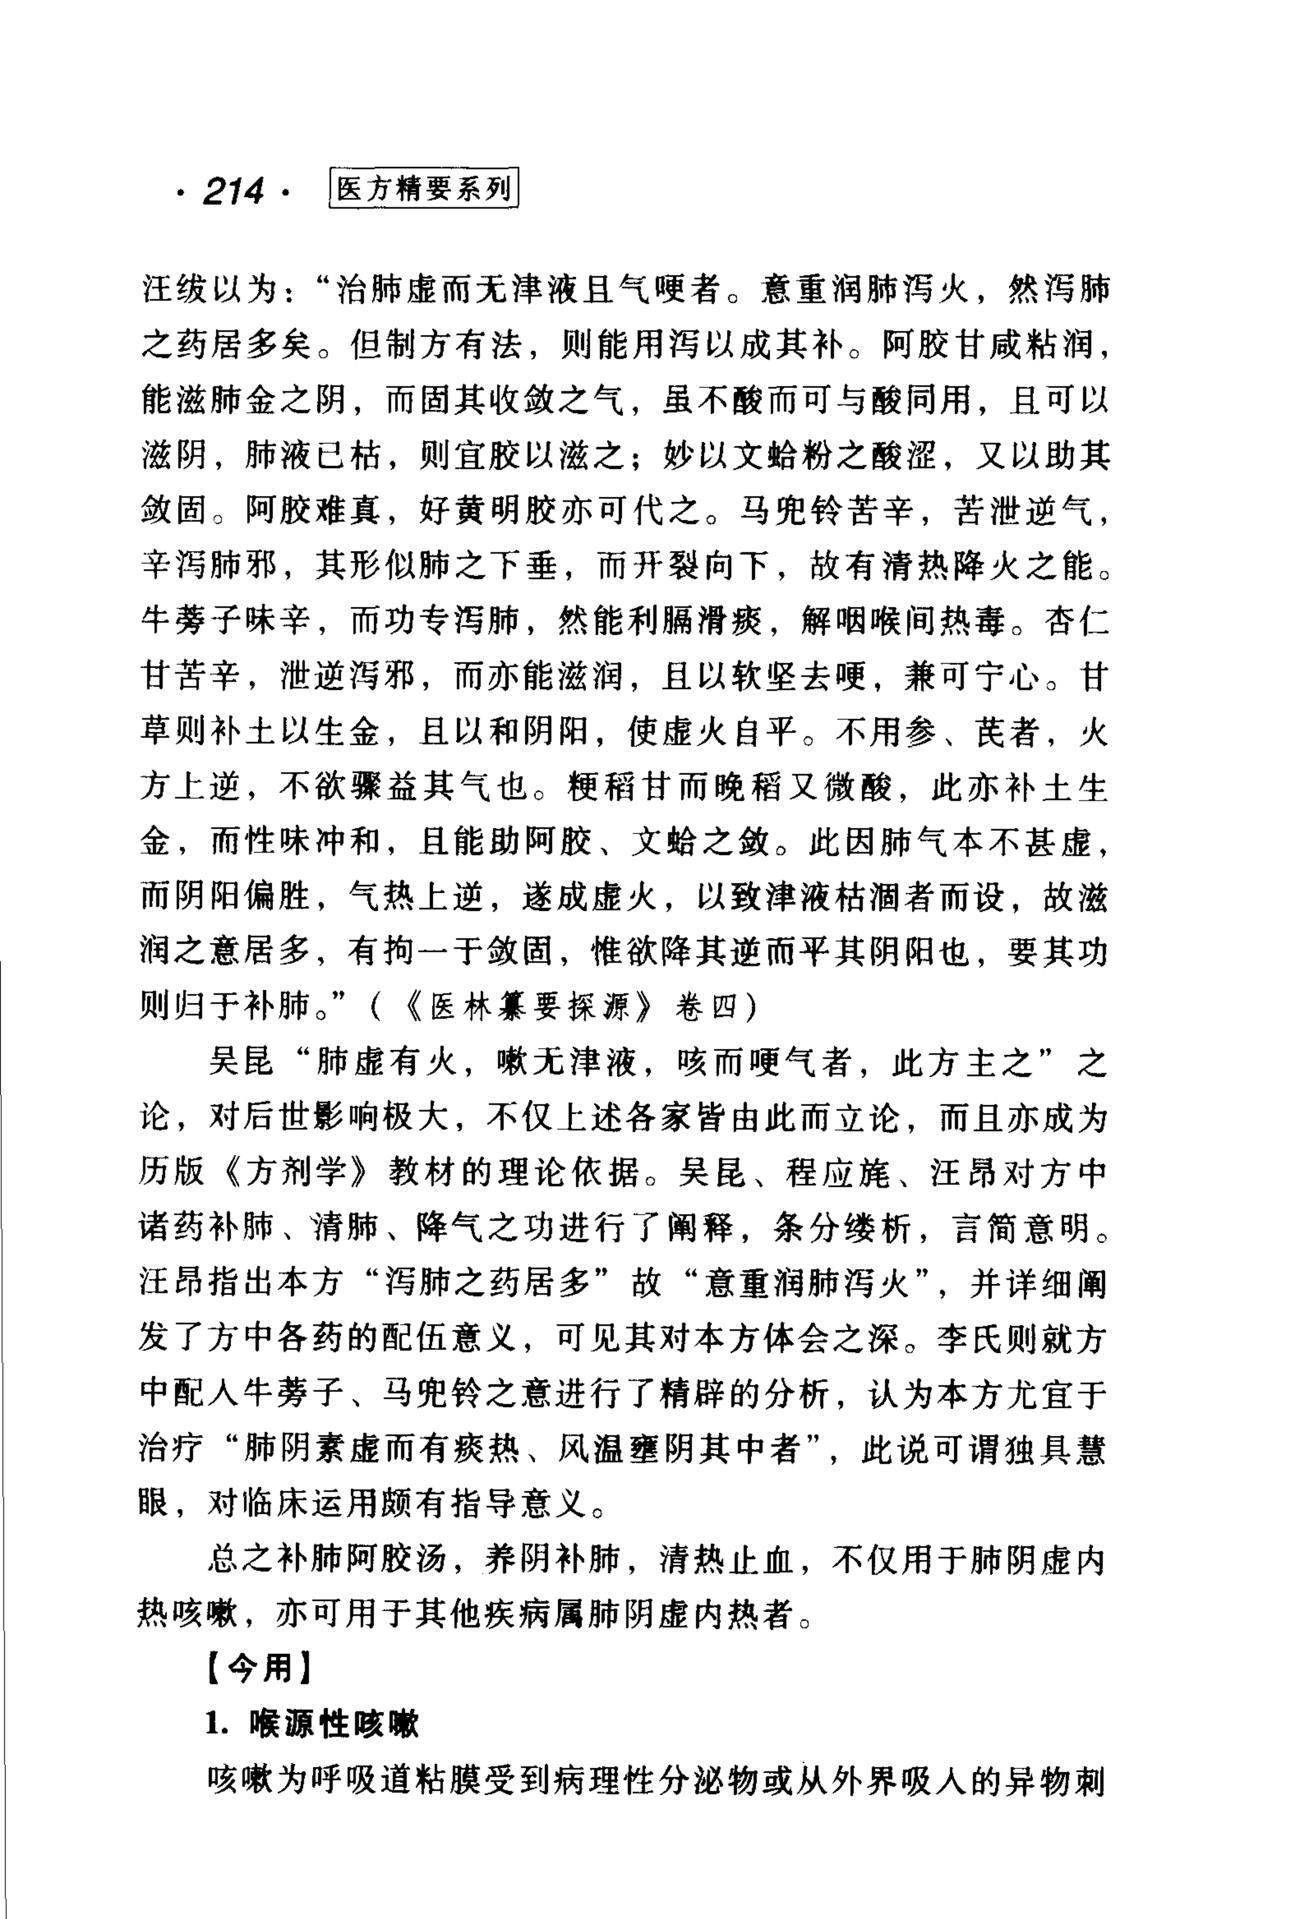 ·214· 医方精要系列
汪绂以为：“治肺虚而无津液且气哽者。意重润肺泻火，然泻肺
之药居多矣。但制方有法，则能用泻以成其补。阿胶甘咸粘润，
能滋肺金之阴，而固其收敛之气，虽不酸而可与酸同用，且可以
滋阴，肺液已枯，则宜胶以滋之；妙以文蛤粉之酸涩，又以助其
敛固。阿胶难真，好黄明胶亦可代之。马兜铃苦辛，苦泄逆气，
辛泻肺邪，其形似肺之下垂，而开裂向下，故有清热降火之能。
牛蒡子味辛，而功专泻肺，然能利膈滑痰，解咽喉间热毒。杏仁
甘苦辛，泄逆泻邪，而亦能滋润，且以软坚去哽，兼可宁心。甘
草则补土以生金，且以和阴阳，使虚火自平。不用参、芪者，火
方上逆，不欲骤益其气也。粳稻甘而晚稻又微酸，此亦补土生
金，而性味冲和，且能助阿胶、文蛤之敛。此因肺气本不甚虚，
而阴阳偏胜，气热上逆，遂成虚火，以致津液枯涸者而设，故滋
润之意居多，有拘一于敛固，惟欲降其逆而平其阴阳也，要其功
则归于补肺。”（《医林纂要探源》卷四）
吴昆“肺虚有火，嗽无津液，咳而哽气者，此方主之”之
论，对后世影响极大，不仅上述各家皆由此而立论，而且亦成为
历版《方剂学》教材的理论依据。吴昆、程应旄、汪昂对方中
诸药补肺、清肺、降气之功进行了阐释，条分缕析，言简意明。
汪昂指出本方“泻肺之药居多”故“意重润肺泻火”，并详细阐
发了方中各药的配伍意义，可见其对本方体会之深。李氏则就方
中配入牛蒡子、马兜铃之意进行了精辟的分析，认为本方尤宜于
治疗“肺阴素虚而有痰热、风温壅阴其中者”，此说可谓独具慧
眼，对临床运用颇有指导意义。
总之补肺阿胶汤，养阴补肺，清热止血，不仅用于肺阴虚内
热咳嗽，亦可用于其他疾病属肺阴虚内热者。
【今用】
1. 喉源性咳嗽
咳嗽为呼吸道粘膜受到病理性分泌物或从外界吸入的异物刺